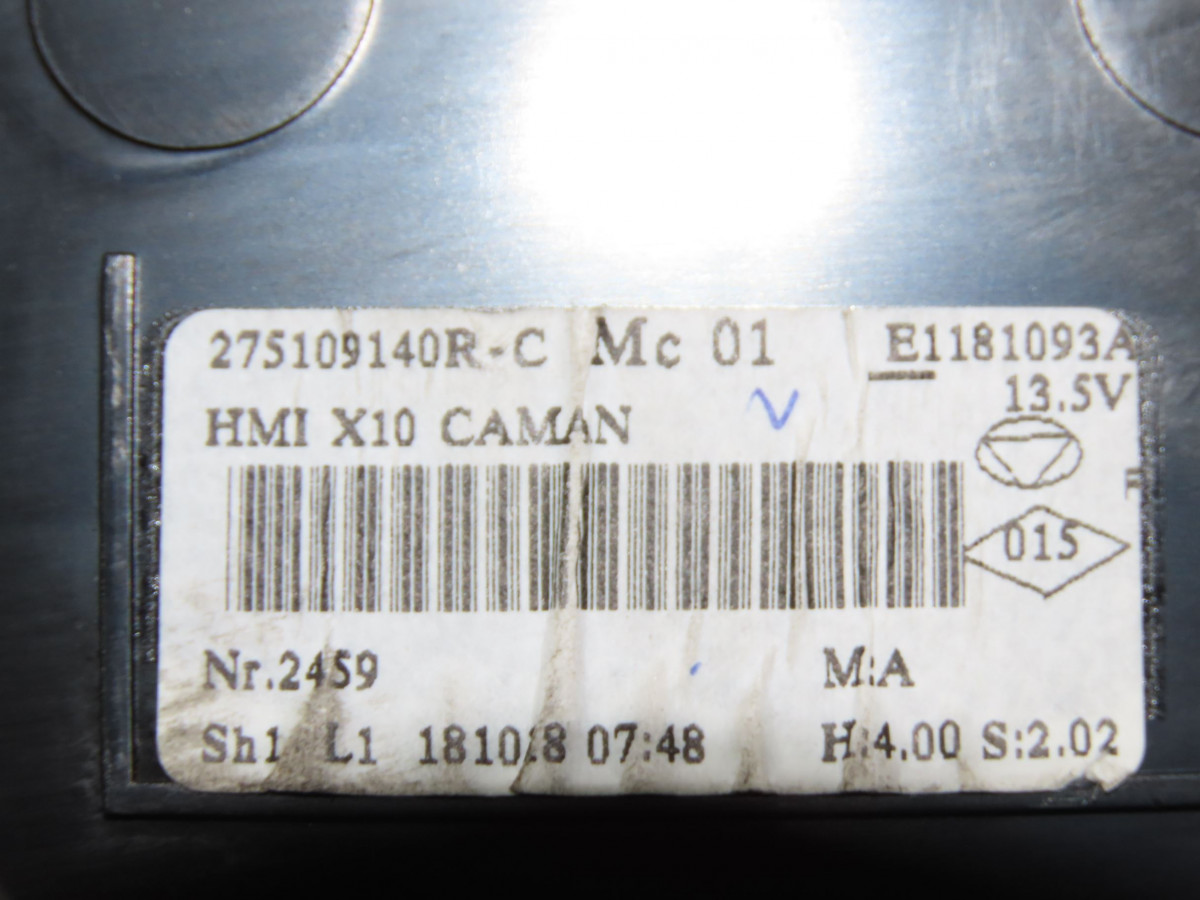 275109140R-C Mc 01 E1181093A
13.5V
HMI X10 CAMAN
015
Nr.2459 M:A
Sh1 L1 07:48 H:4.00 S:2.02